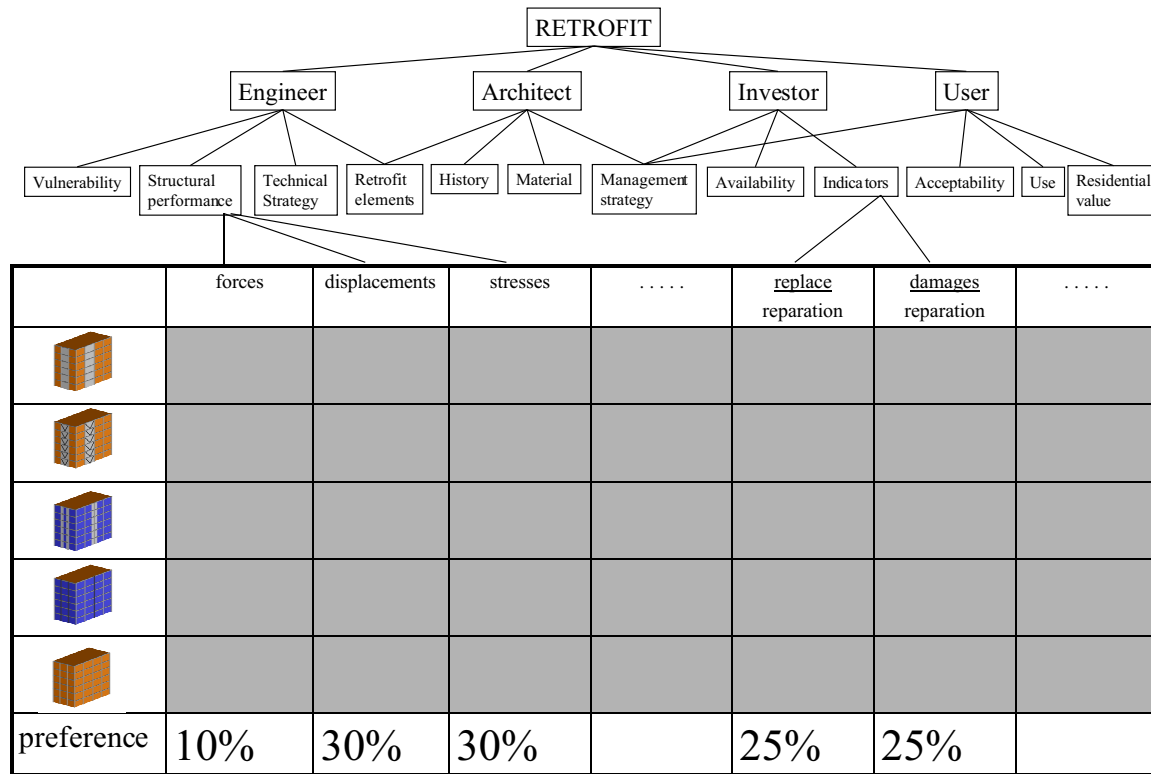 RETROFIT
Engineer Architect Investor User
Vulnerability Structural performance Technical Strategy Retrofit elements History Material Management strategy Availability Indicators Acceptability Use Residential value
forces displacements stresses ..... replace reparation damages reparation .....
preference 10% 30% 30% 25% 25%